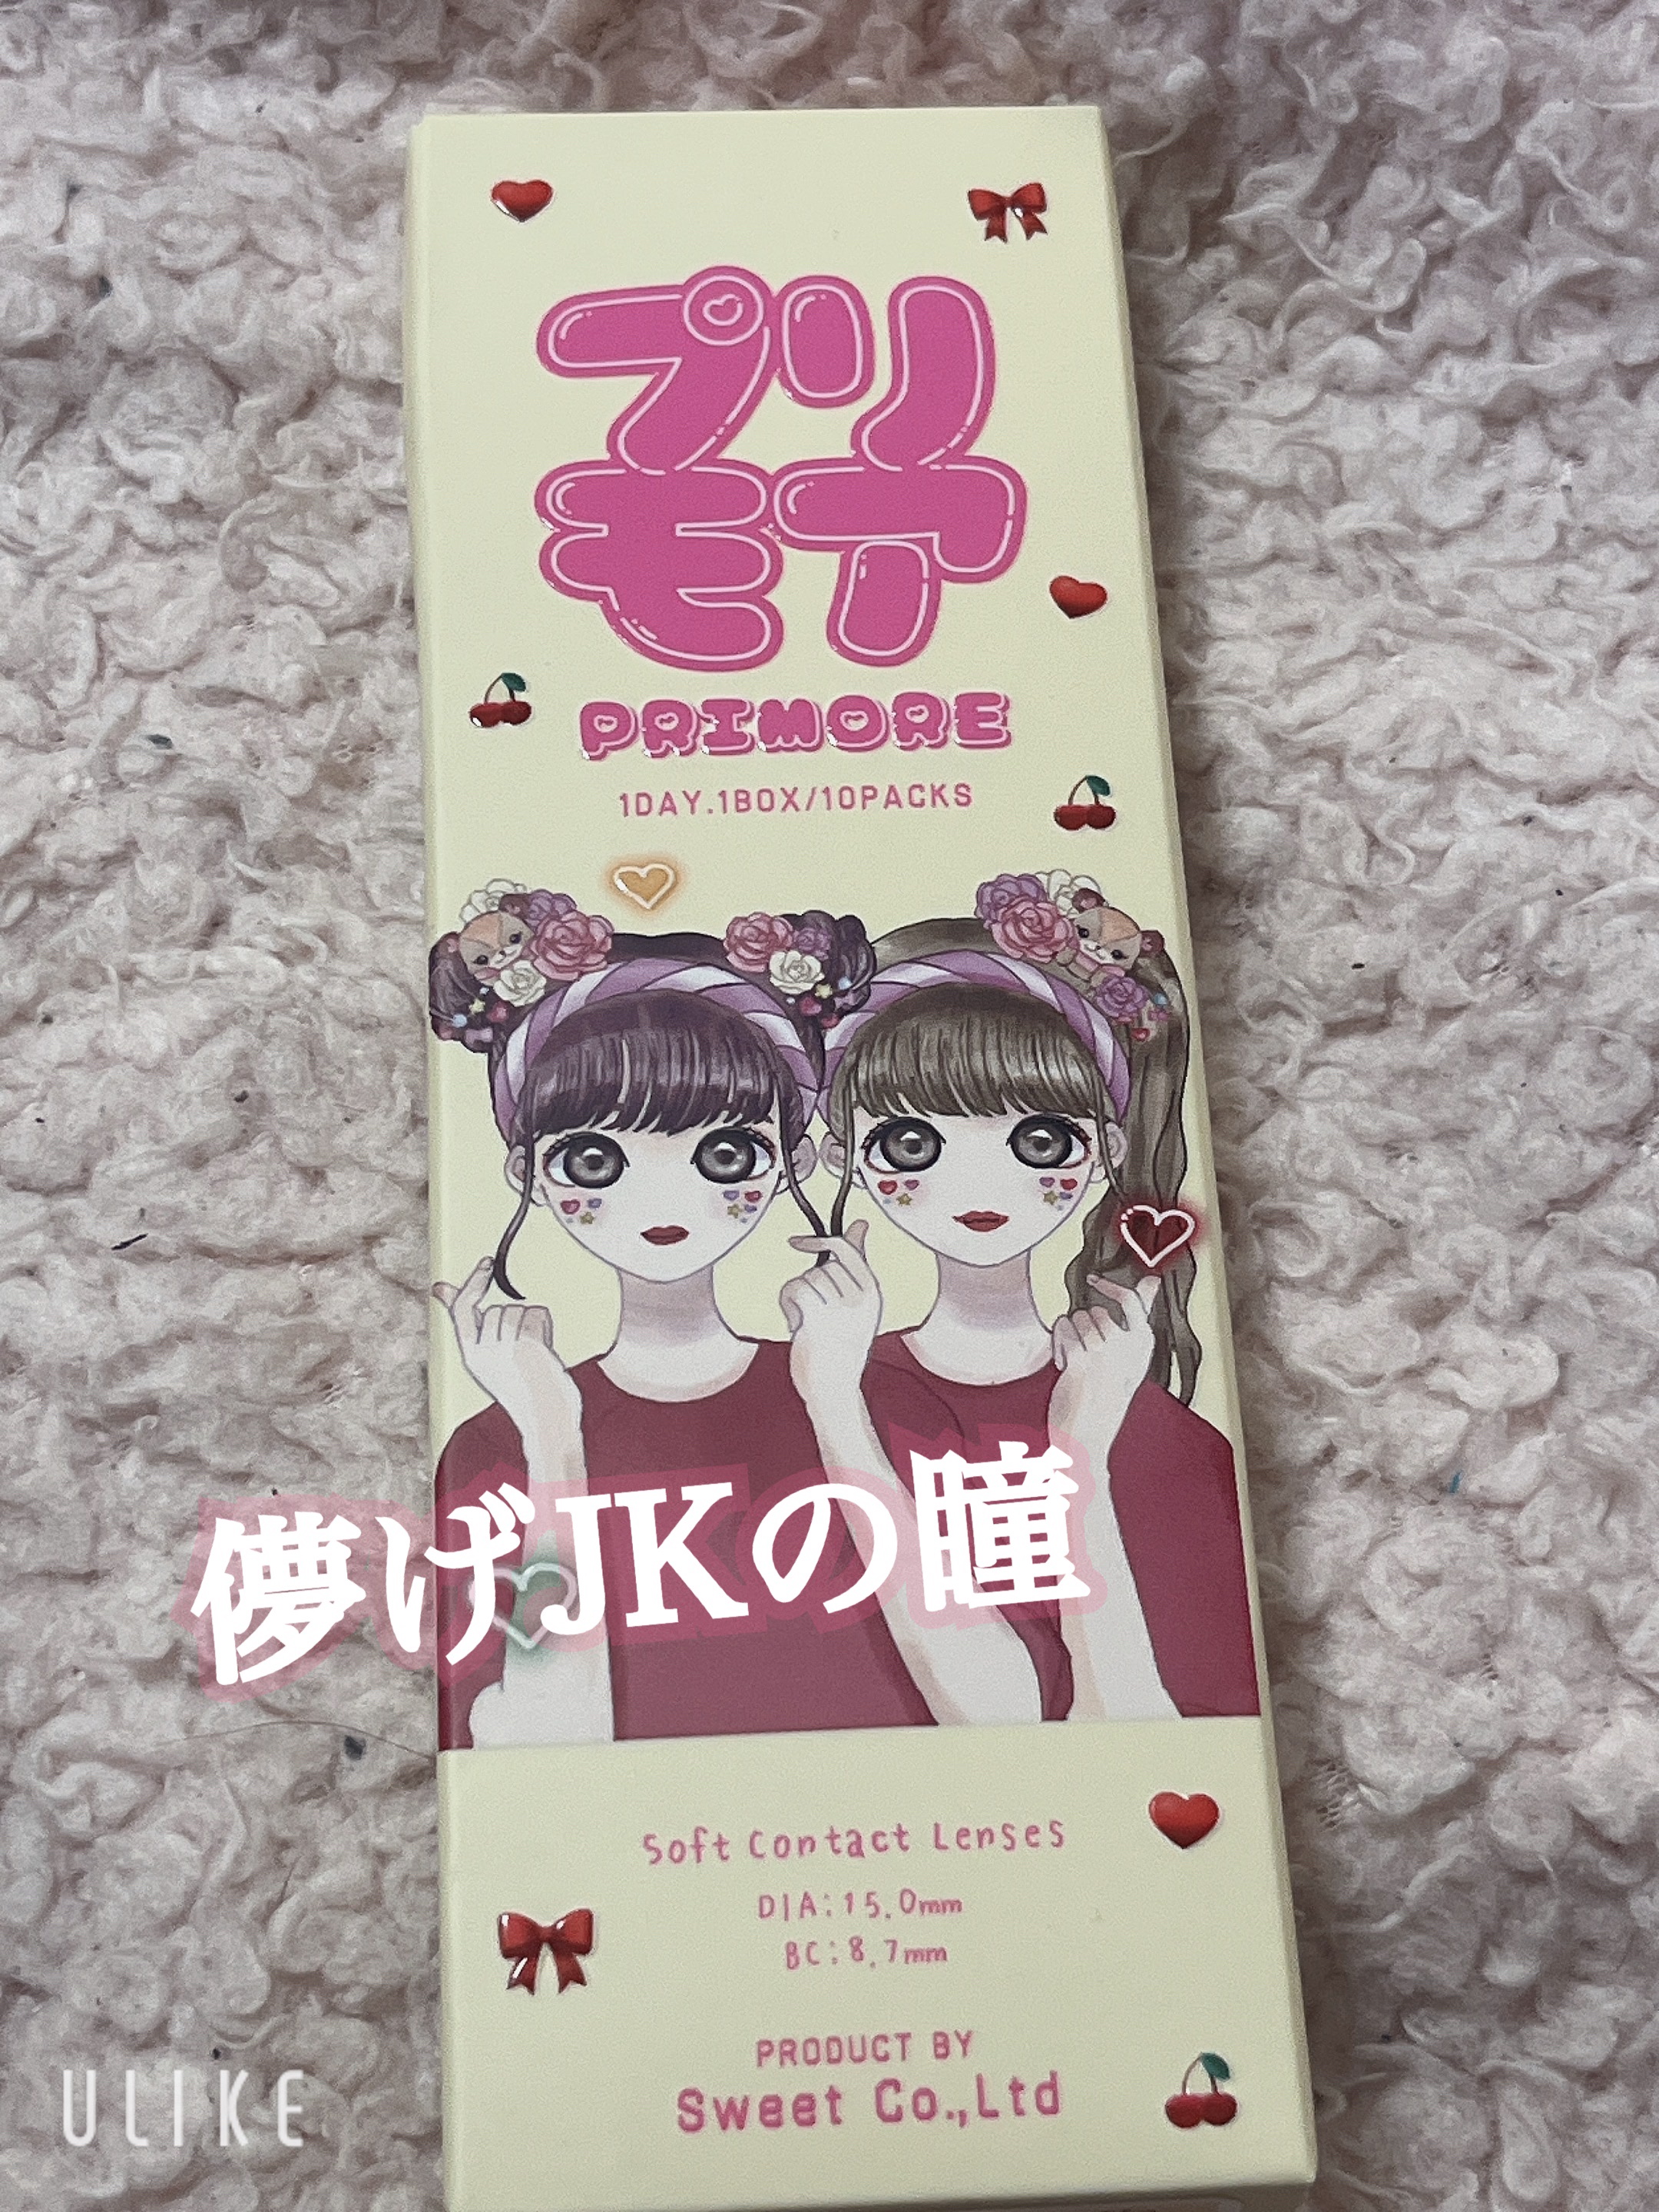 プリ
モア
PRIMORE
1DAY.1BOX/10PACKS
儚げJKの瞳
Soft Contact Lenses
DIA:15.0mm
BC:8.7mm
PRODUCT BY
Sweet Co.,Ltd
ULIKE